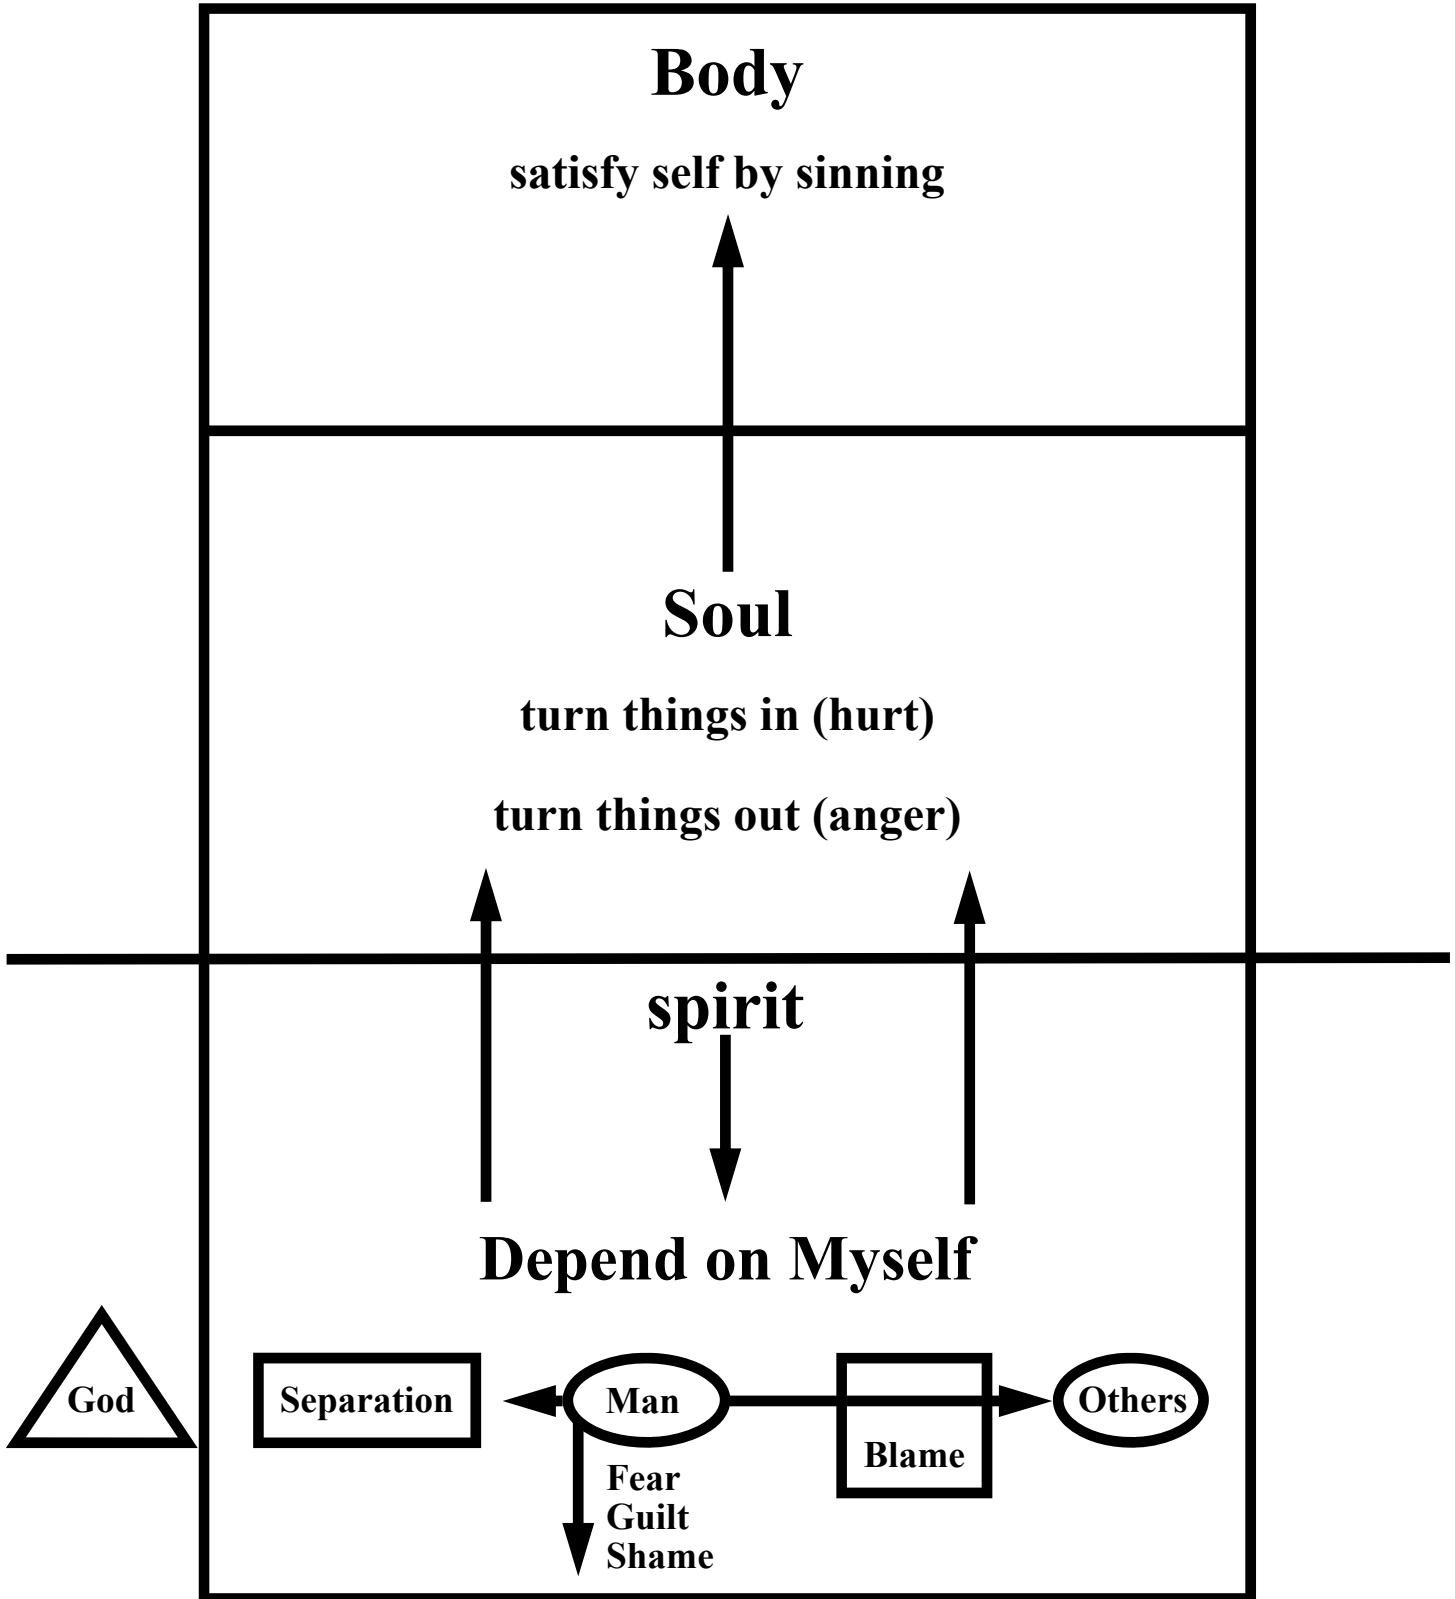 Body
satisfy self by sinning
Soul
turn things in (hurt)
turn things out (anger)
spirit
Depend on Myself
God
Separation
Man
Others
Blame
Fear
Guilt
Shame